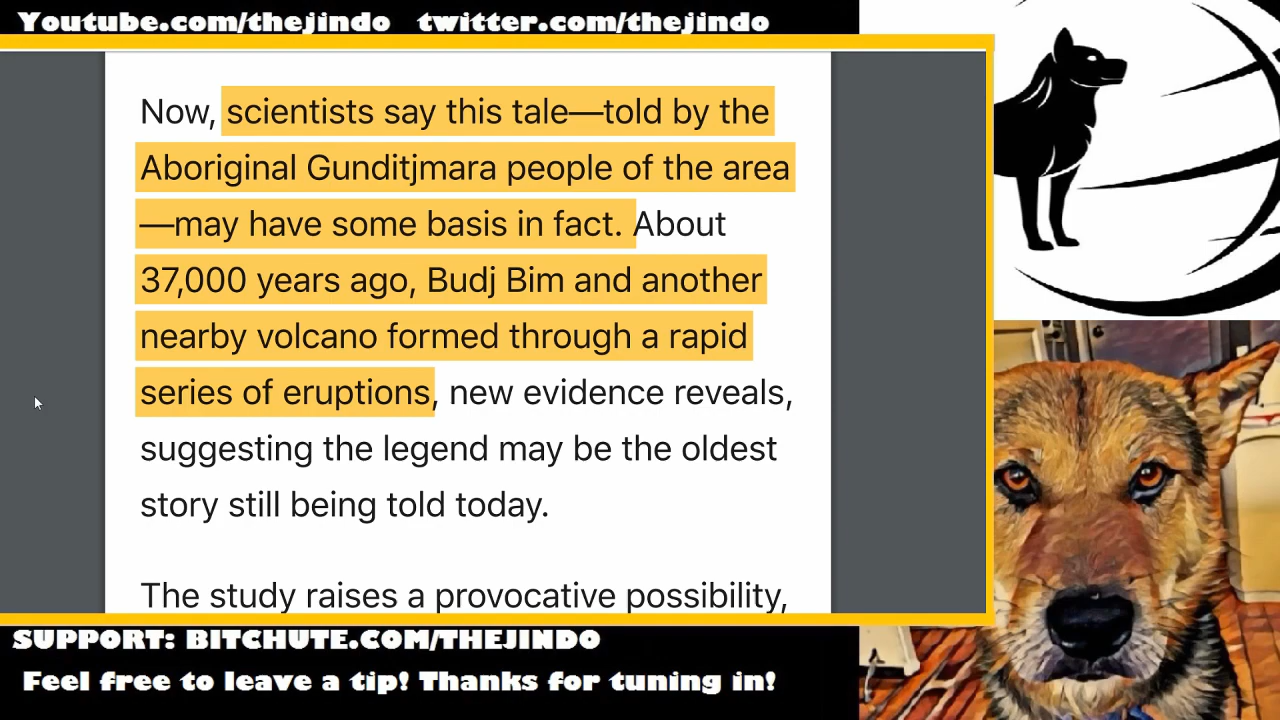 Youtube.com/thejindo twitter.com/thejindo
Now, scientists say this tale—told by the
Aboriginal Gunditjmara people of the area
—may have some basis in fact. About
37,000 years ago, Budj Bim and another
nearby volcano formed through a rapid
series of eruptions, new evidence reveals,
suggesting the legend may be the oldest
story still being told today.
The study raises a provocative possibility,
SUPPORT: BITCHUTE.COM/THEJINDO
Feel free to leave a tip! Thanks for tuning in!